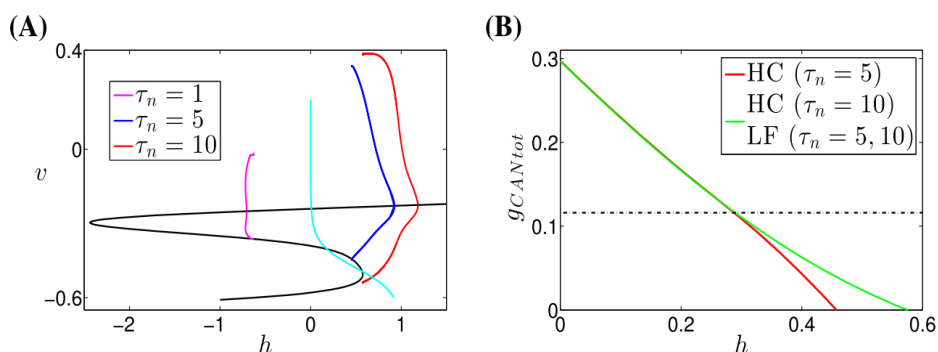 (A)
0.4
0
−0.6
v
τn = 1
τn = 5
τn = 10
−2
−1
0
1
h
(B)
0.3
0.2
0.1
0
gCANtot
HC (τn = 5)
HC (τn = 10)
LF (τn = 5, 10)
0
0.2
0.4
0.6
h